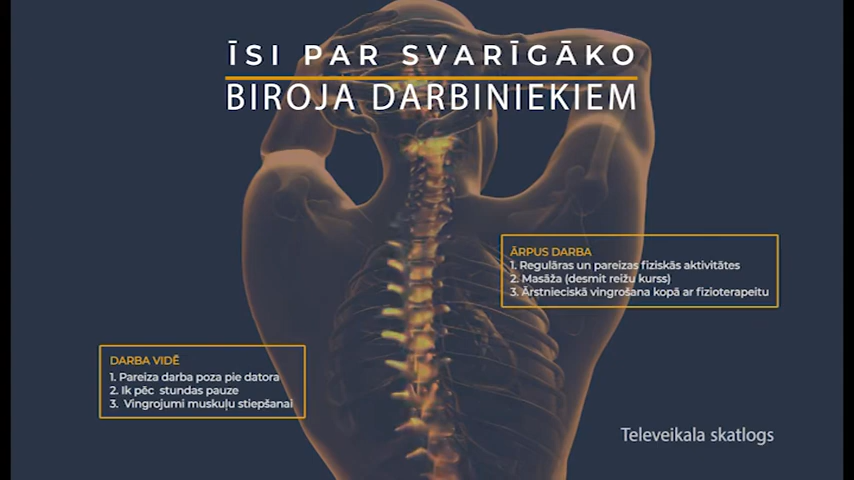 ĪSI PAR SVARĪGĀKO
BIROJA DARBINIEKIEM
ĀRPUS DARBA
1. Regulāras un pareizas fiziskās aktivitātes
2. Masāža (desmit reižu kurss)
3. Ārstnieciskā vingrošana kopā ar fizioterapeitu
DARBA VIDĒ
1. Pareiza darba poza pie datora
2. Ik pēc stundas pauze
3. Vingrojumi muskuļu stiepšanai
Televeikala skatlogs